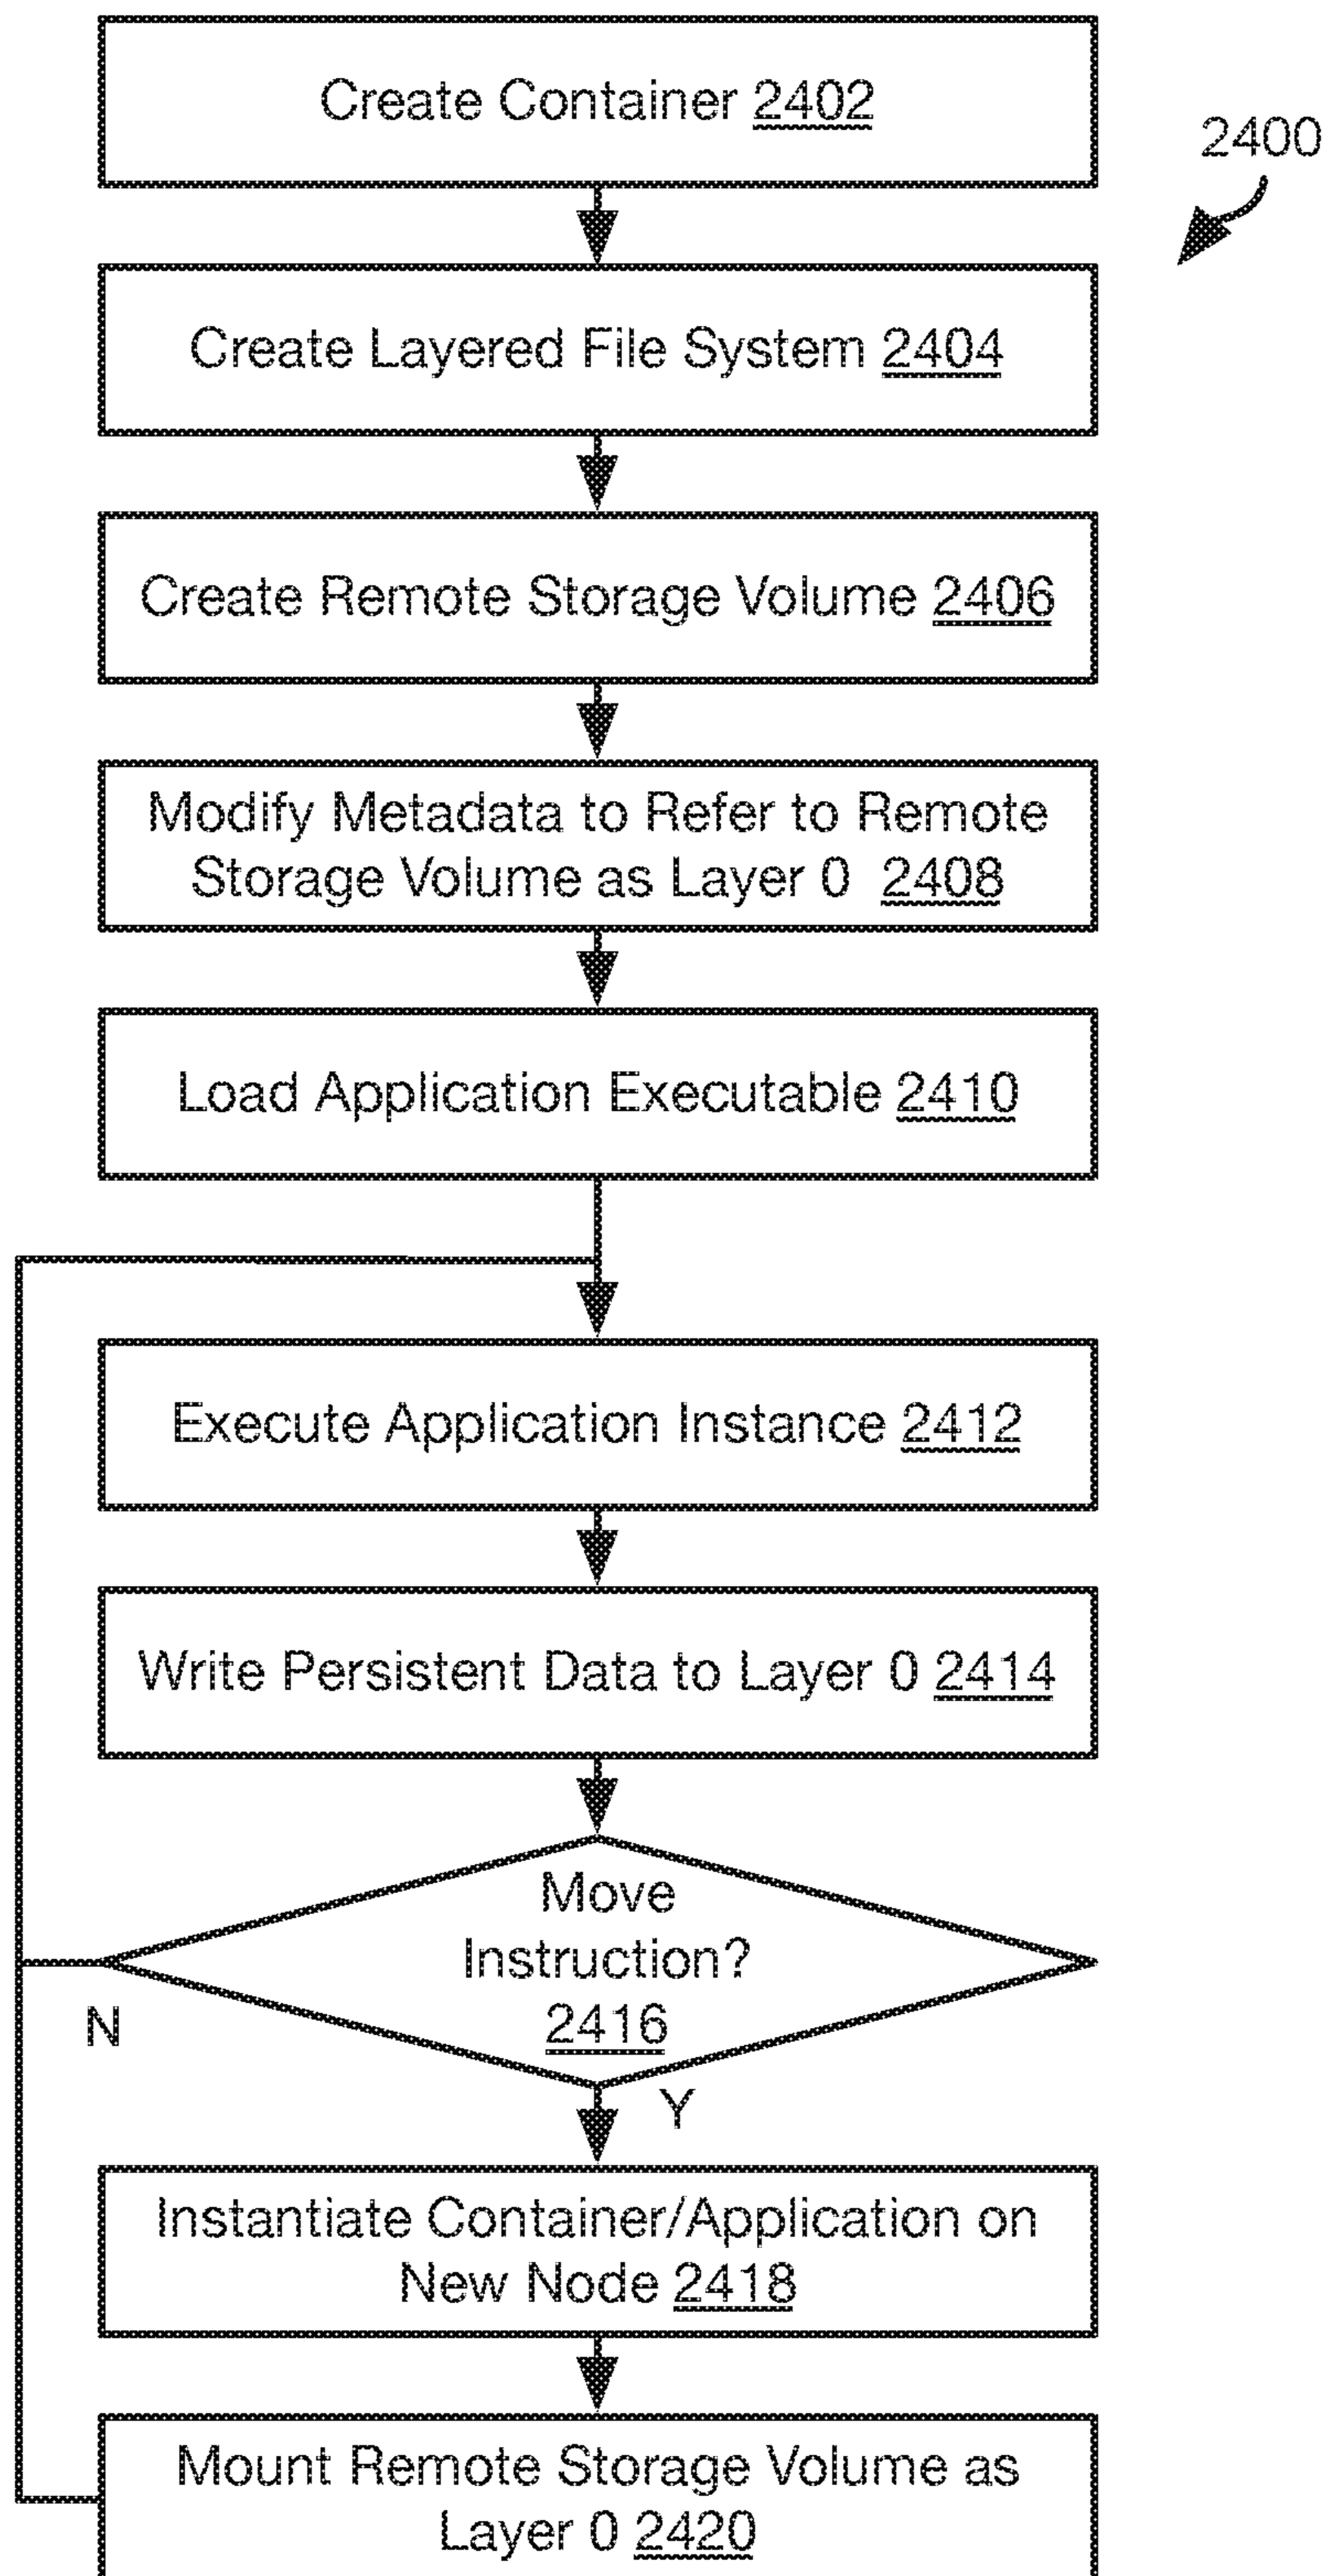 Create Container 2402
2400
Create Layered File System 2404
Create Remote Storage Volume 2406
Modify Metadata to Refer to Remote
Storage Volume as Layer 0 2408
Load Application Executable 2410
Execute Application Instance 2412
Write Persistent Data to Layer 0 2414
Move
Instruction?
2416
N
Y
Instantiate Container/Application on
New Node 2418
Mount Remote Storage Volume as
Layer 0 2420